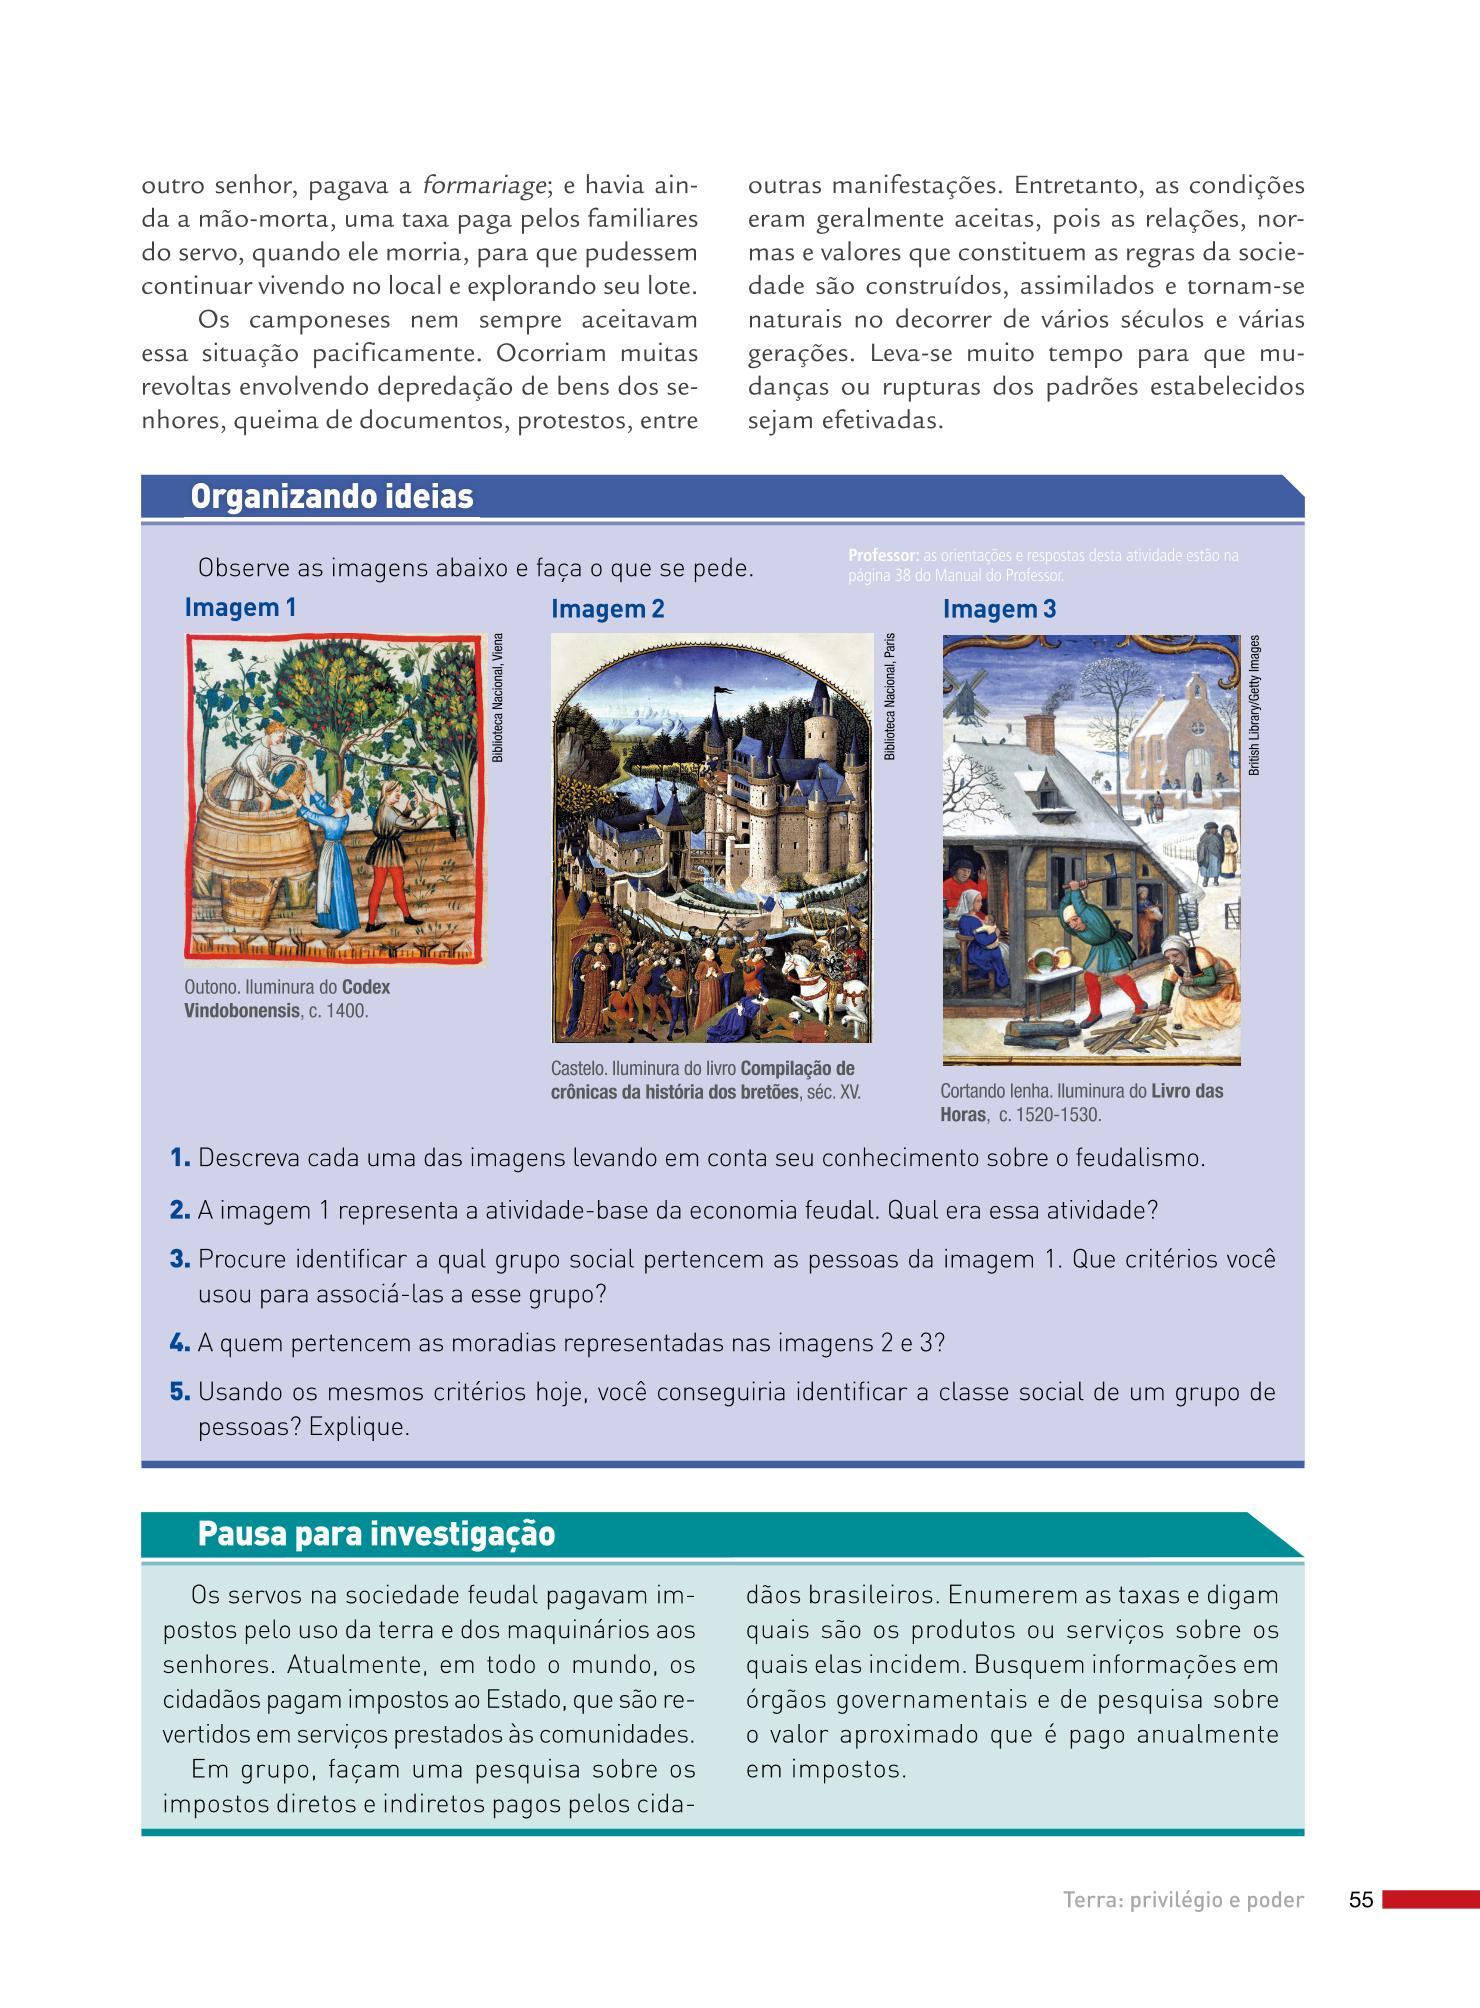 outro senhor, pagava a formariage; e havia ain-
da a mão-morta, uma taxa paga pelos familiares
do servo, quando ele morria, para que pudessem
continuar vivendo no local e explorando seu lote.
Os camponeses nem sempre aceitavam
essa situação pacificamente. Ocorriam muitas
revoltas envolvendo depredação de bens dos se-
nhores, queima de documentos, protestos, entre
outras manifestações. Entretanto, as condições
eram geralmente aceitas, pois as relações, nor-
mas e valores que constituem as regras da socie-
dade são construídos, assimilados e tornam-se
naturais no decorrer de vários séculos e várias
gerações. Leva-se muito tempo para que mu-
danças ou rupturas dos padrões estabelecidos
sejam efetivadas.
Organizando ideias
Observe as imagens abaixo e faça o que se pede.
Professor: as orientações e respostas desta atividade estão na
página 38 do Manual do Professor.
Imagem 1
Biblioteca Nacional, Viena
Outono. Iluminura do Codex
Vindobonensis, c. 1400.
Imagem 2
Biblioteca Nacional, Paris
Castelo. Iluminura do livro Compilação de
crônicas da história dos bretões, séc. XV.
Imagem 3
British Library/Getty Images
Cortando lenha. Iluminura do Livro das
Horas, c. 1520-1530.
1. Descreva cada uma das imagens levando em conta seu conhecimento sobre o feudalismo.
2. A imagem 1 representa a atividade-base da economia feudal. Qual era essa atividade?
3. Procure identificar a qual grupo social pertencem as pessoas da imagem 1. Que critérios você
usou para associá-las a esse grupo?
4. A quem pertencem as moradias representadas nas imagens 2 e 3?
5. Usando os mesmos critérios hoje, você conseguiria identificar a classe social de um grupo de
pessoas? Explique.
Pausa para investigação
Os servos na sociedade feudal pagavam im-
postos pelo uso da terra e dos maquinários aos
senhores. Atualmente, em todo o mundo, os
cidadãos pagam impostos ao Estado, que são re-
vertidos em serviços prestados às comunidades.
Em grupo, façam uma pesquisa sobre os
impostos diretos e indiretos pagos pelos cida-
dãos brasileiros. Enumerem as taxas e digam
quais são os produtos ou serviços sobre os
quais elas incidem. Busquem informações em
órgãos governamentais e de pesquisa sobre
o valor aproximado que é pago anualmente
em impostos.
Terra: privilégio e poder 55